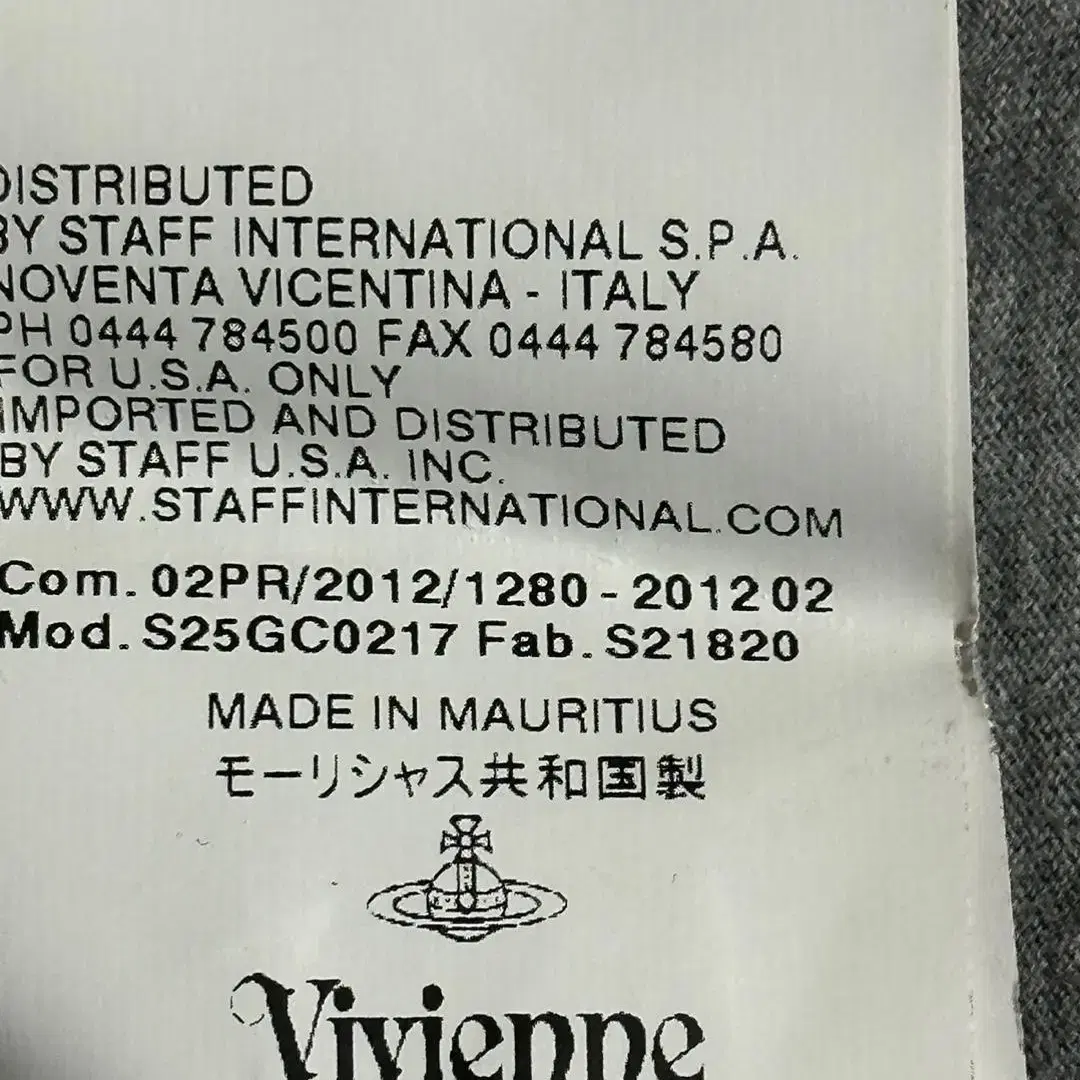 DISTRIBUTED
BY STAFF INTERNATIONAL S.P.A.
NOVENTA VICENTINA - ITALY
PH 0444 784500 FAX 0444 784580
FOR U.S.A. ONLY
IMPORTED AND DISTRIBUTED
BY STAFF U.S.A. INC.
WWW.STAFFINTERNATIONAL.COM
Com. 02PR/2012/1280 - 2012 02
Mod. S25GC0217 Fab. S21820
MADE IN MAURITIUS
モーリシャス共和国製
Vivienne